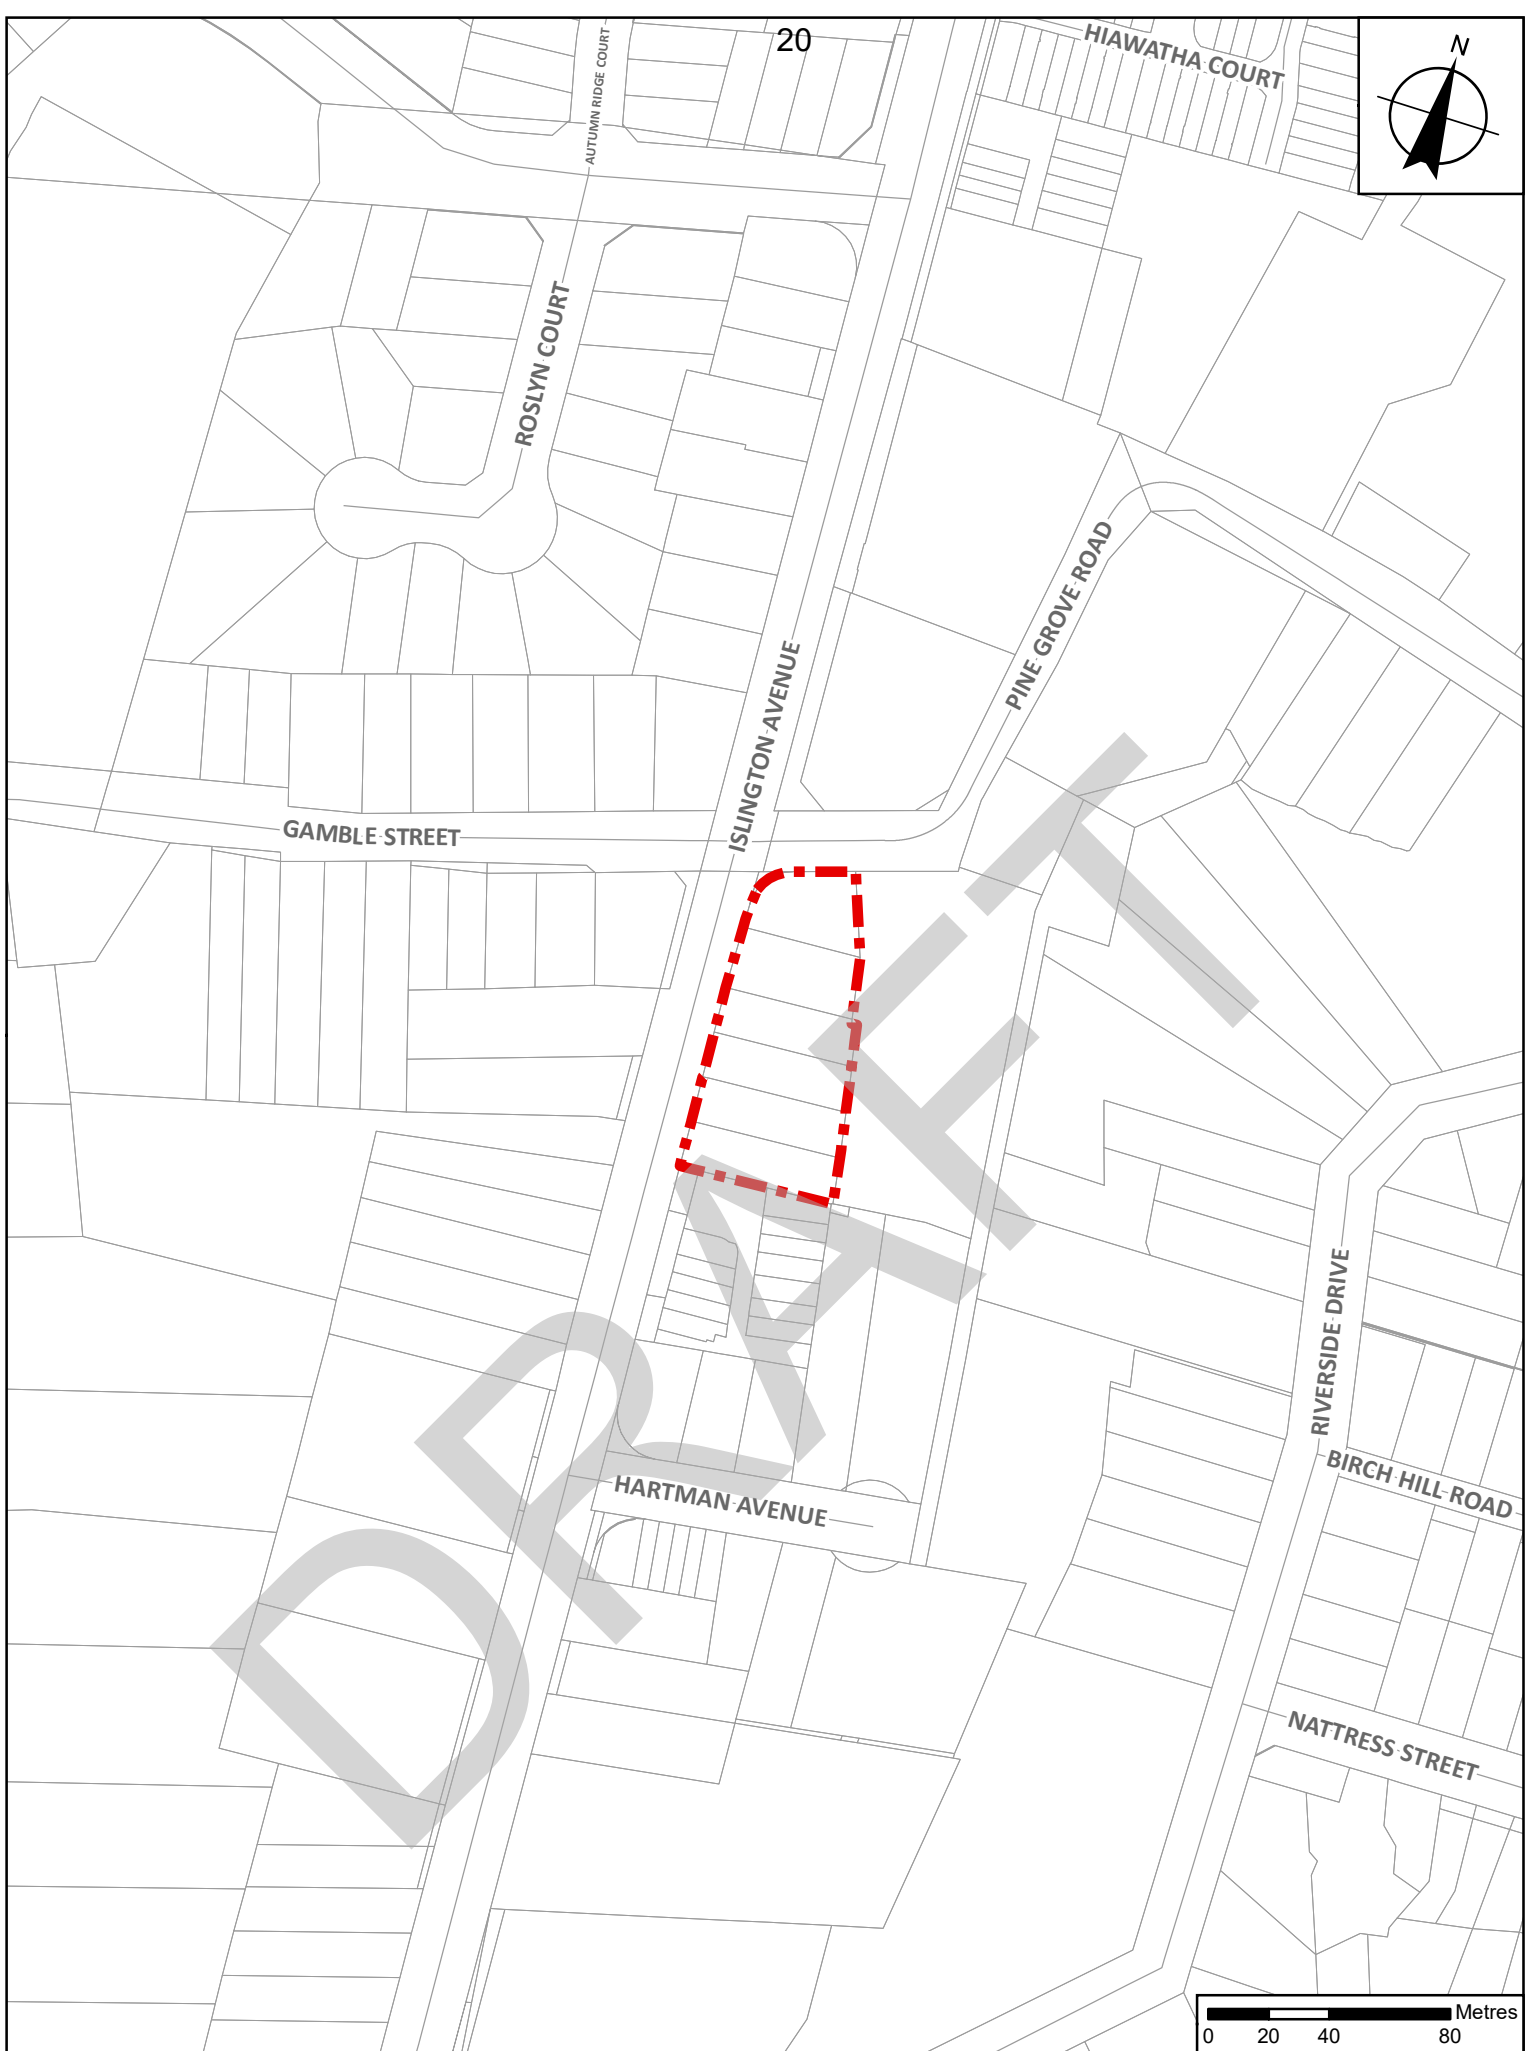 20
HIAWATHA COURT
N
AUTUMN RIDGE COURT
ROSLYN COURT
PINE GROVE ROAD
ISLINGTON AVENUE
GAMBLE STREET
DRAFT
RIVERSIDE DRIVE
BIRCH HILL ROAD
HARTMAN AVENUE
NATTRESS STREET
Metres
0 20 40 80